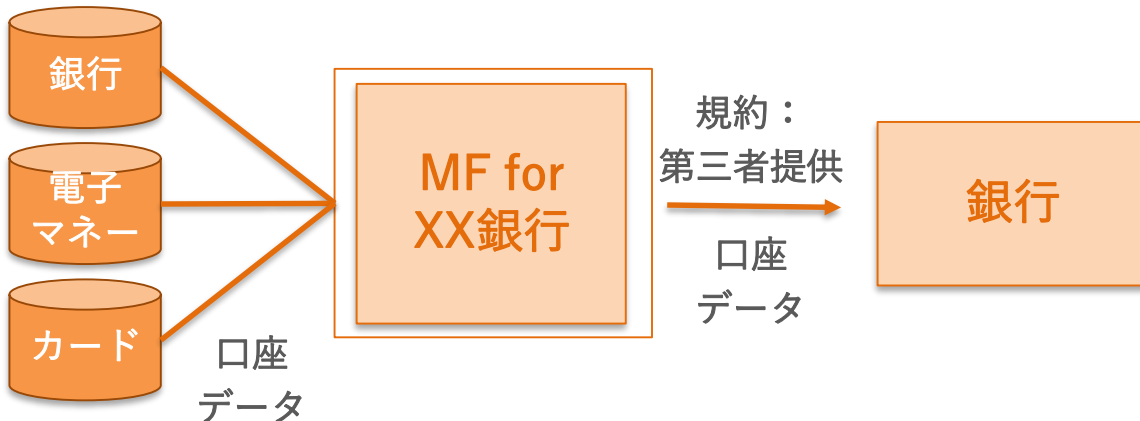 銀行
電子
マネー
カード
口座
データ
MF for
XX銀行
規約：
第三者提供
口座
データ
銀行